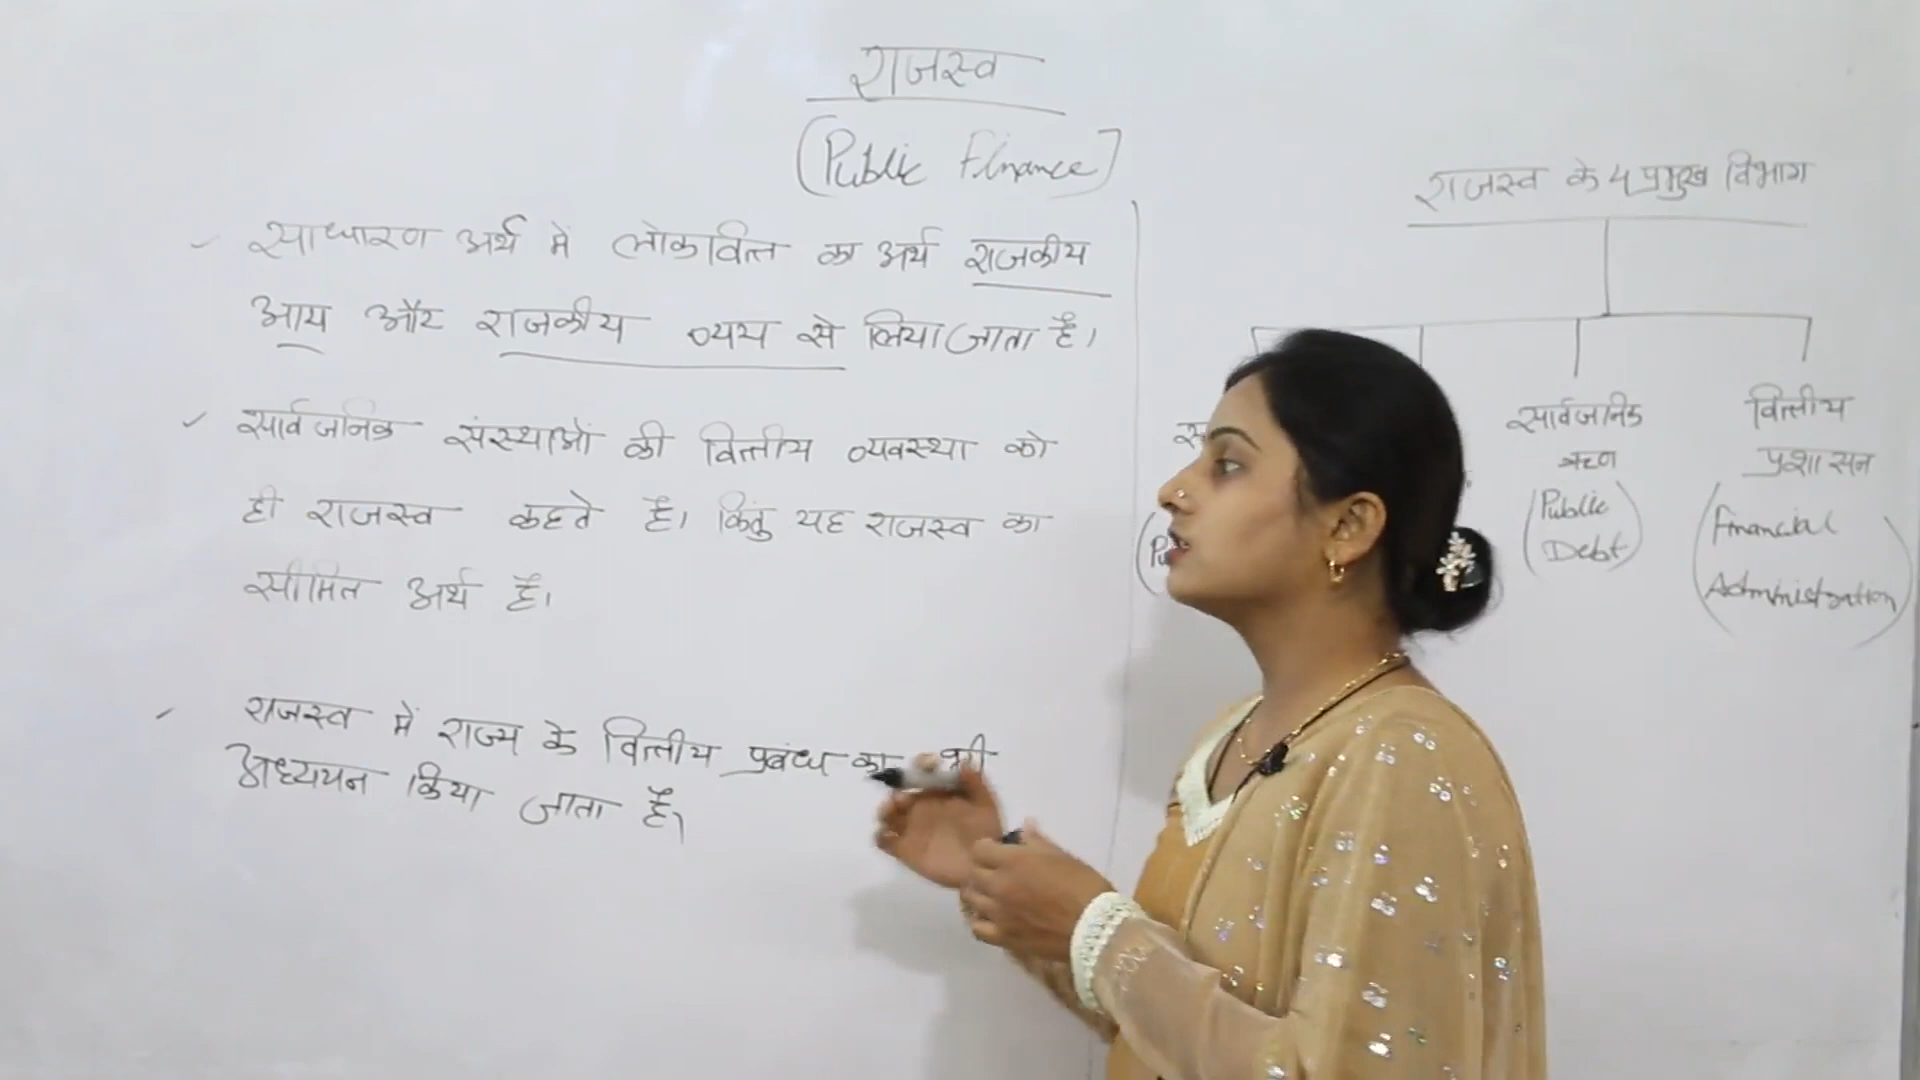 राजस्व
(Public Finance)
साधारण अर्थ में लोकवित्त का अर्थ राजकीय
आय और राजकीय व्यय से लिया जाता है।
सार्वजनिक संस्थाओं की वित्तीय व्यवस्था को
ही राजस्व कहते है। किंतु यह राजस्व का
सीमित अर्थ है।
राजस्व में राज्य के वित्तीय प्रबंध का भी
अध्ययन किया जाता है।
राजस्व के 4 प्रमुख विभाग
सार्वजनिक
ऋण
(Public
Debt)
वित्तीय
प्रशासन
(Financial
Administration)